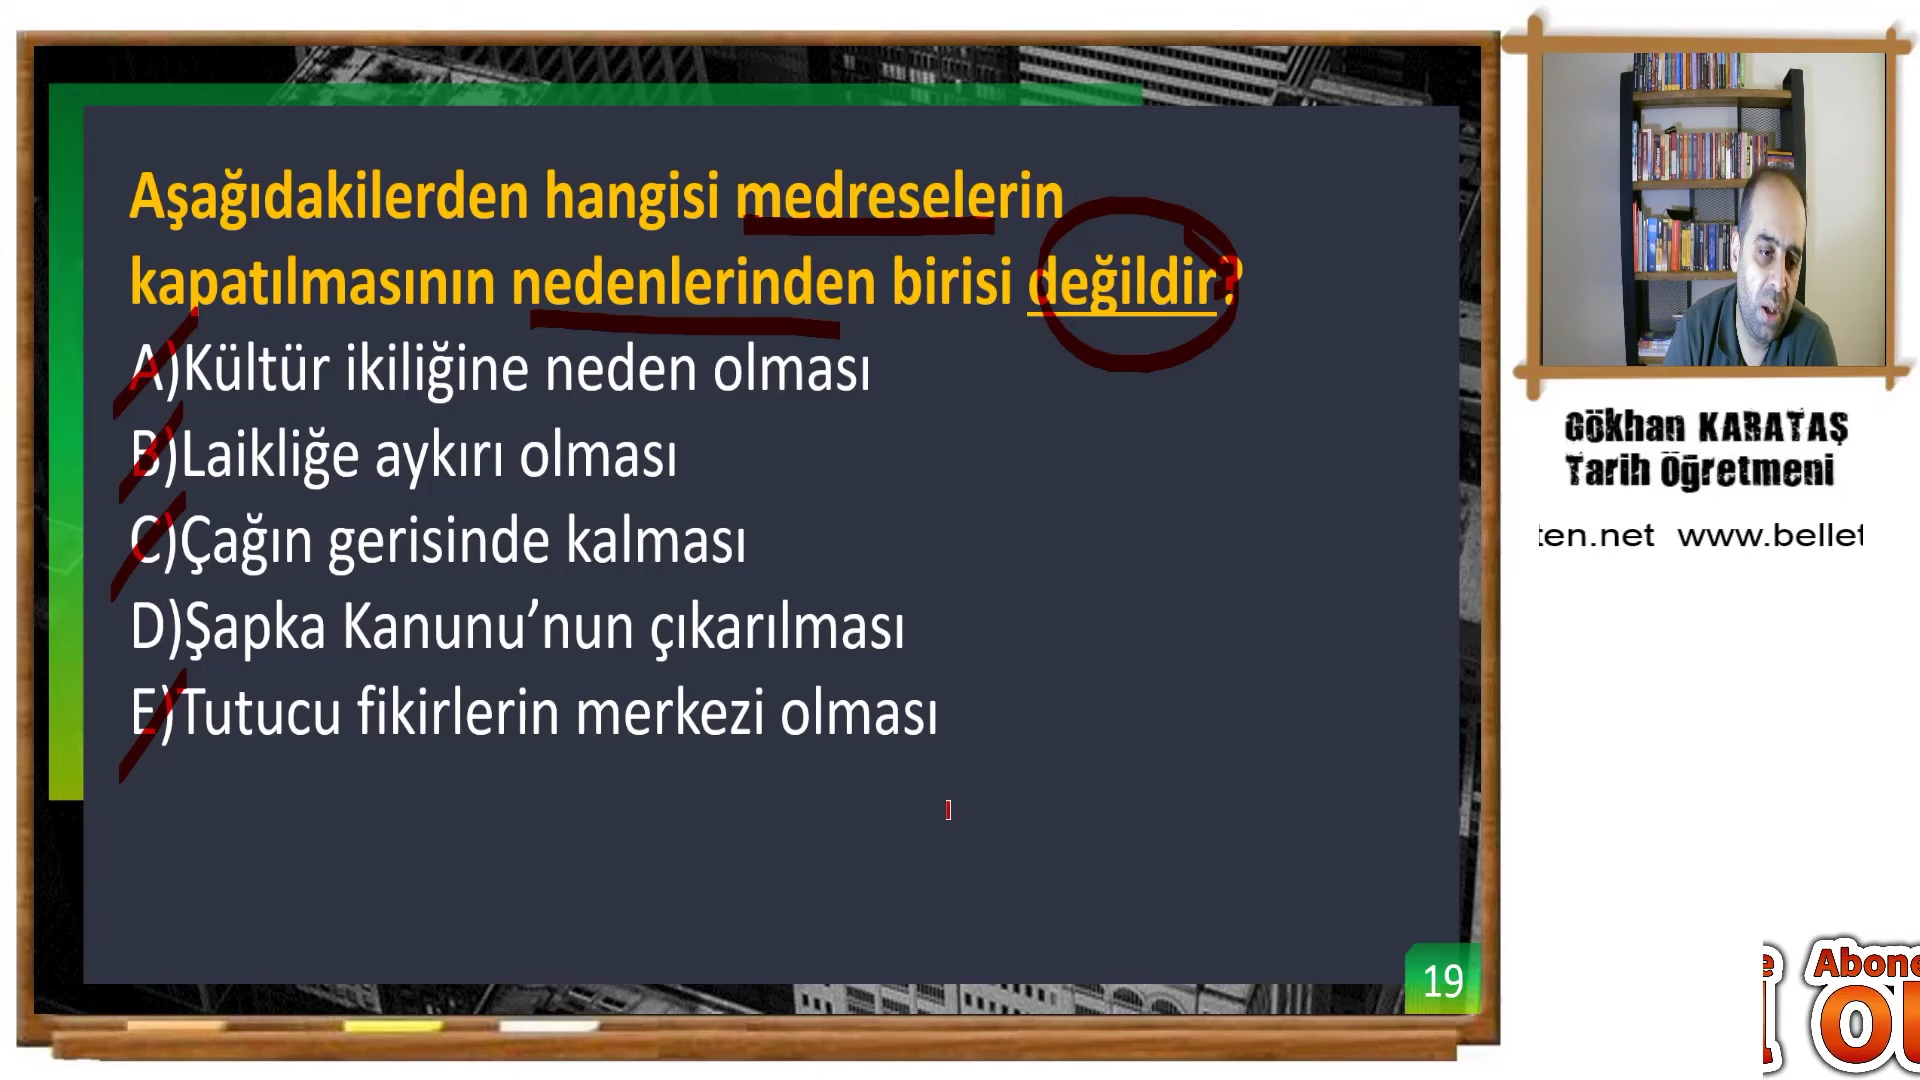 Aşağıdakilerden hangisi medreselerin
kapatılmasının nedenlerinden birisi değildir?
A)Kültür ikiliğine neden olması
B)Laikliğe aykırı olması
C)Çağın gerisinde kalması
D)Şapka Kanunu’nun çıkarılması
E)Tutucu fikirlerin merkezi olması
19
Gökhan KARATAŞ
Tarih Öğretmeni
ten.net www.bellet
Abone